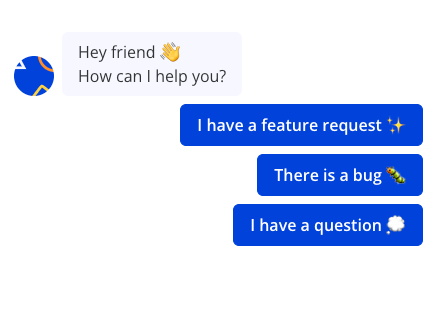 Hey friend 👋
How can I help you?
I have a feature request ✨
There is a bug 🐛
I have a question 💭